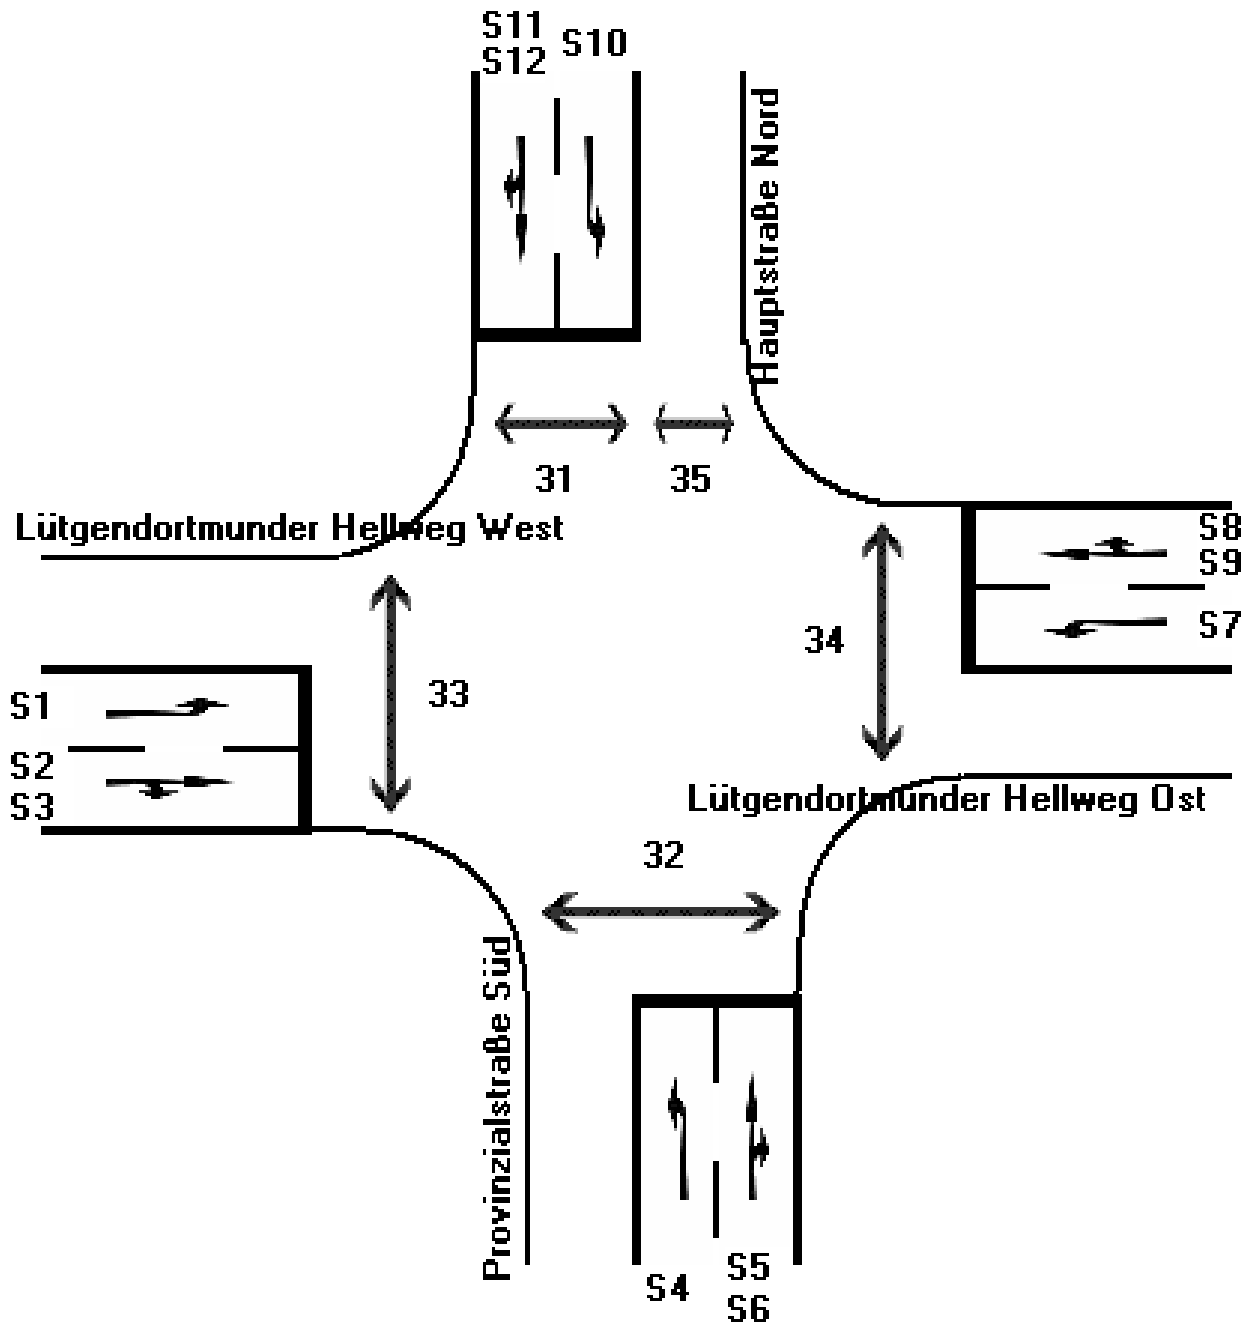 S11
S12
S10
Hauptstraße Nord
31
35
Lütgendortmunder Hellweg West
S8
S9
S7
34
33
S1
S2
S3
Lütgendortmunder Hellweg Ost
32
Provinzialstraße Süd
S4
S5
S6